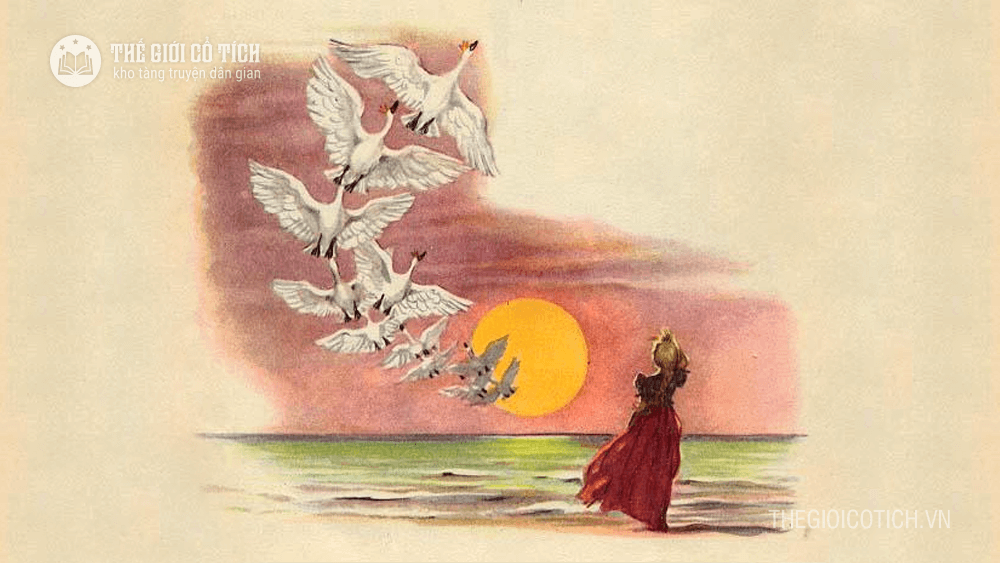 THẾ GIỚI CỔ TÍCH
kho tàng truyện dân gian
THEGIOICOTICH.VN